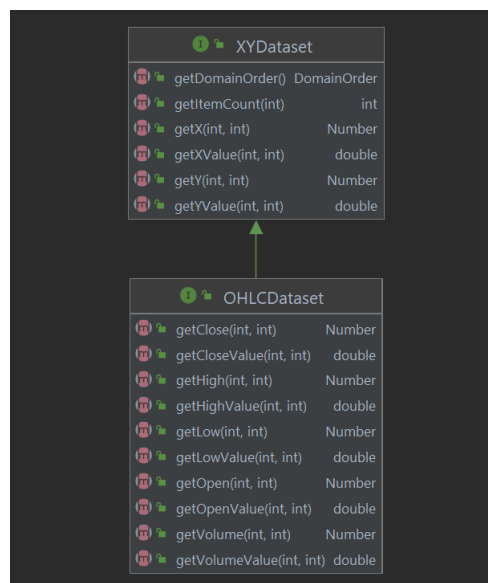 I XYDataset
m getDomainOrder() DomainOrder
m getItemCount(int) int
m getX(int, int) Number
m getXValue(int, int) double
m getY(int, int) Number
m getYValue(int, int) double
I OHLCDataset
m getClose(int, int) Number
m getCloseValue(int, int) double
m getHigh(int, int) Number
m getHighValue(int, int) double
m getLow(int, int) Number
m getLowValue(int, int) double
m getOpen(int, int) Number
m getOpenValue(int, int) double
m getVolume(int, int) Number
m getVolumeValue(int, int) double